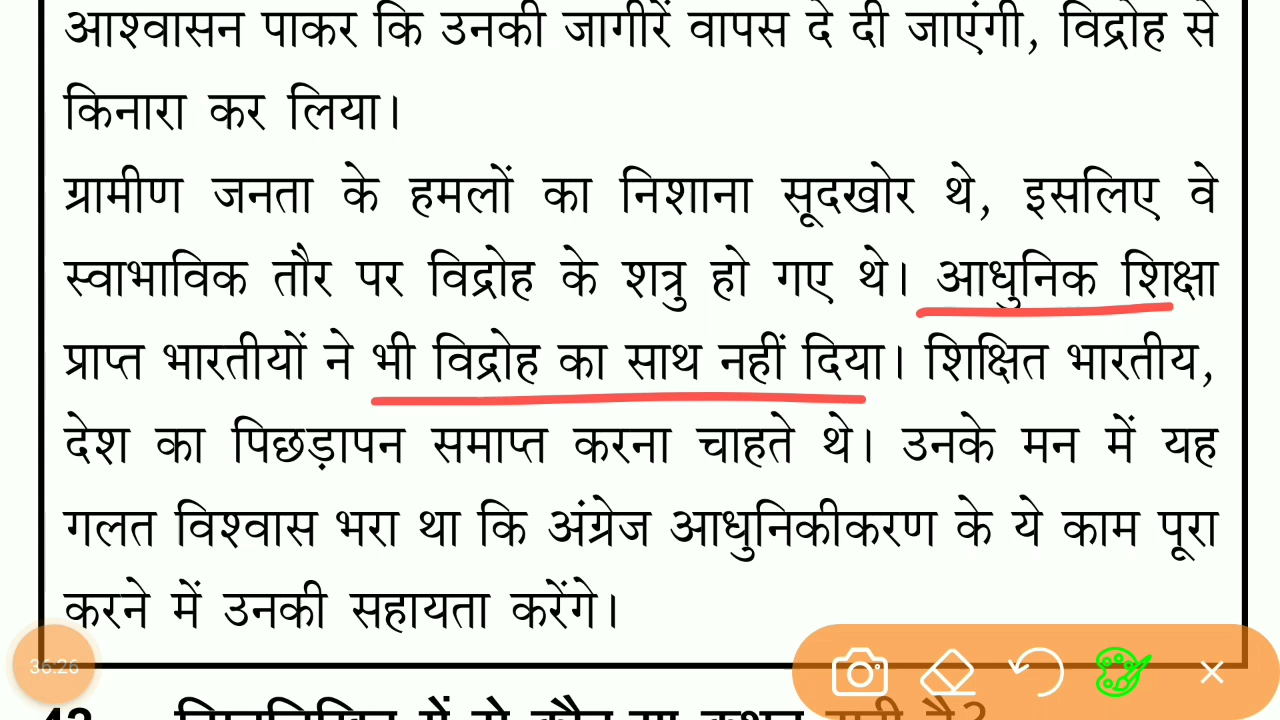 आश्वासन पाकर कि उनकी जागीरें वापस दे दी जाएंगी, विद्रोह से
किनारा कर लिया।
ग्रामीण जनता के हमलों का निशाना सूदखोर थे, इसलिए वे
स्वाभाविक तौर पर विद्रोह के शत्रु हो गए थे। आधुनिक शिक्षा
प्राप्त भारतीयों ने भी विद्रोह का साथ नहीं दिया। शिक्षित भारतीय,
देश का पिछड़ापन समाप्त करना चाहते थे। उनके मन में यह
गलत विश्वास भरा था कि अंग्रेज आधुनिकीकरण के ये काम पूरा
करने में उनकी सहायता करेंगे।
36:26